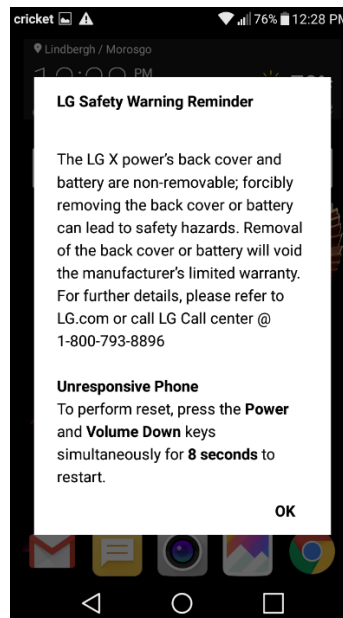 cricket 76% 12:28 PM
Lindbergh / Morosgo
PM
LG Safety Warning Reminder
The LG X power's back cover and
battery are non-removable; forcibly
removing the back cover or battery
can lead to safety hazards. Removal
of the back cover or battery will void
the manufacturer's limited warranty.
For further details, please refer to
LG.com or call LG Call center @
1-800-793-8896
Unresponsive Phone
To perform reset, press the Power
and Volume Down keys
simultaneously for 8 seconds to
restart.
OK